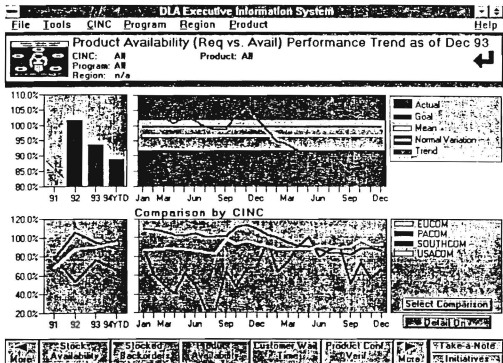 DLA Executive Information System
File Tools CINC Program Region Product Help
Product Availability (Req vs. Avail) Performance Trend as of Dec 93
CINC: All Product: All
Program: All
Region: n/a
110.0%
105.0%
100.0%
95.0%
90.0%
85.0%
80.0%
91 92 93 94YTD
Jan Mar Jun Sep Dec Mar Jun Sep Dec
Actual
Goal
Mean
Normal Variation
Trend
Comparison by CINC
120.0%
100.0%
80.0%
60.0%
40.0%
20.0%
91 92 93 94YTD
Jan Mar Jun Sep Dec Mar Jun Sep Dec
EUCOM
PACOM
SOUTHCOM
USACOM
Select Comparison
Detail On
More
Stock Availability
Stocked Backorders
Product Availability
Customer Wait Time
Product Conf. Verif
More
Take-a-Note
Initiative